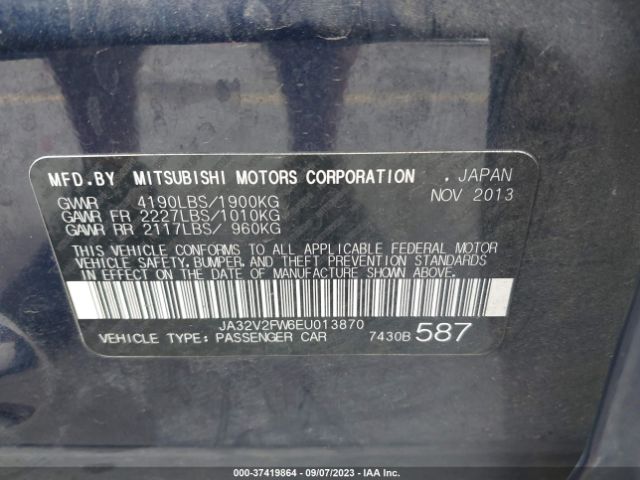 MFD.BY MITSUBISHI MOTORS CORPORATION , JAPAN
GVWR 4190LBS/1900KG NOV 2013
GAWR FR 2227LBS/1010KG
GAWR RR 2117LBS/ 960KG
THIS VEHICLE CONFORMS TO ALL APPLICABLE FEDERAL MOTOR
VEHICLE SAFETY, BUMPER, AND THEFT PREVENTION STANDARDS
IN EFFECT ON THE DATE OF MANUFACTURE SHOWN ABOVE.
JA32V2FW6EU013870
VEHICLE TYPE: PASSENGER CAR 7430B 587
000-37419864 - 09/07/2023 - IAA Inc.